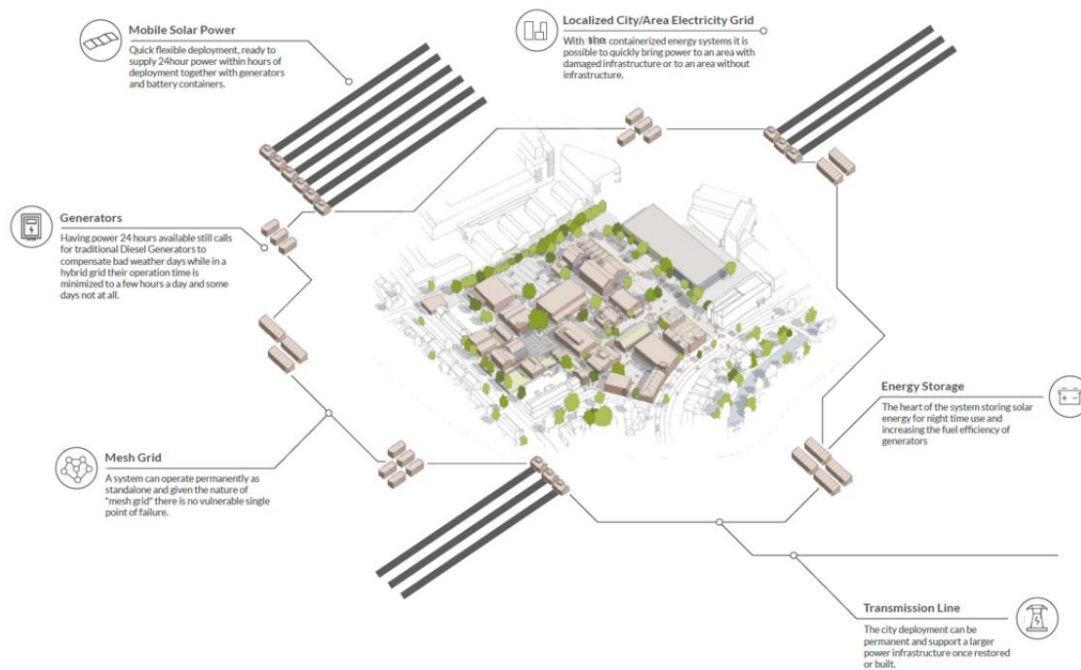 Mobile Solar Power
Quick flexible deployment, ready to
supply 24hour power within hours of
deployment together with generators
and battery containers.
Localized City/Area Electricity Grid
With the containerized energy systems it is
possible to quickly bring power to an area with
damaged infrastructure or to an area without
infrastructure.
Generators
Having power 24 hours available still calls
for traditional Diesel Generators to
compensate bad weather days while in a
hybrid grid their operation time is
minimized to a few hours a day and some
days not at all.
Energy Storage
The heart of the system storing solar
energy for night time use and
increasing the fuel efficiency of
generators
Mesh Grid
A system can operate permanently as
standalone and given the nature of
"mesh grid" there is no vulnerable single
point of failure.
Transmission Line
The city deployment can be
permanent and support a larger
power infrastructure once restored
or built.